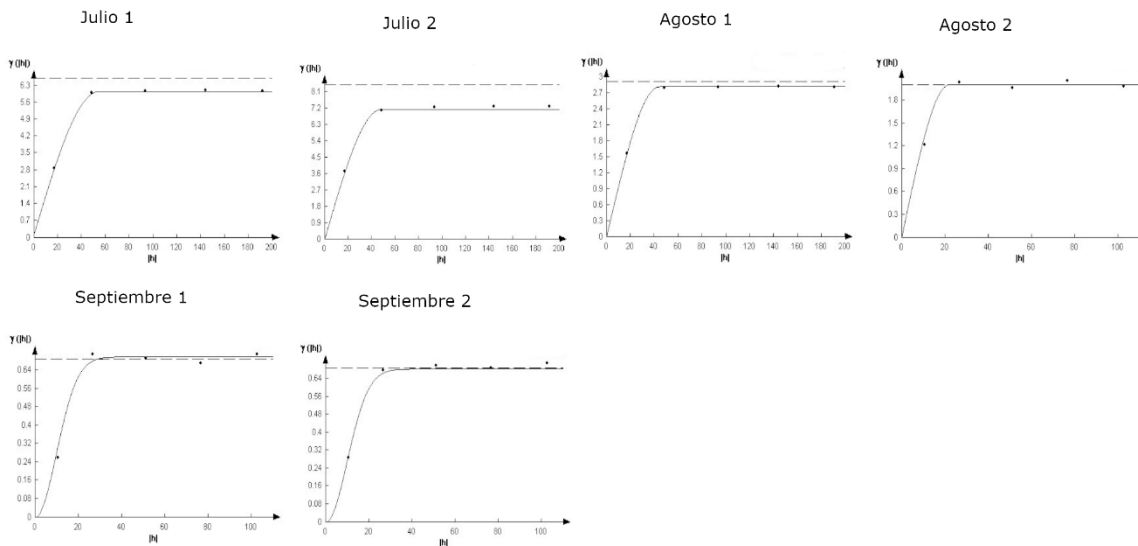 Julio 1
γ (|h|)
6.3
5.6
4.9
4.2
3.5
2.8
2.1
1.4
0.7
0
0 20 40 60 80 100 120 140 160 180 200
|h|
Julio 2
γ (|h|)
8.1
7.2
6.3
5.4
4.5
3.6
2.7
1.8
0.9
0
0 20 40 60 80 100 120 140 160 180 200
|h|
Agosto 1
γ (|h|)
3
2.7
2.4
2.1
1.8
1.5
1.2
0.9
0.6
0.3
0
0 20 40 60 80 100 120 140 160 180 200
|h|
Agosto 2
γ (|h|)
1.8
1.5
1.2
0.9
0.6
0.3
0
0 20 40 60 80 100
|h|
Septiembre 1
γ (|h|)
0.64
0.56
0.48
0.4
0.32
0.24
0.16
0.08
0
0 20 40 60 80 100
|h|
Septiembre 2
γ (|h|)
0.64
0.56
0.48
0.4
0.32
0.24
0.16
0.08
0
0 20 40 60 80 100
|h|